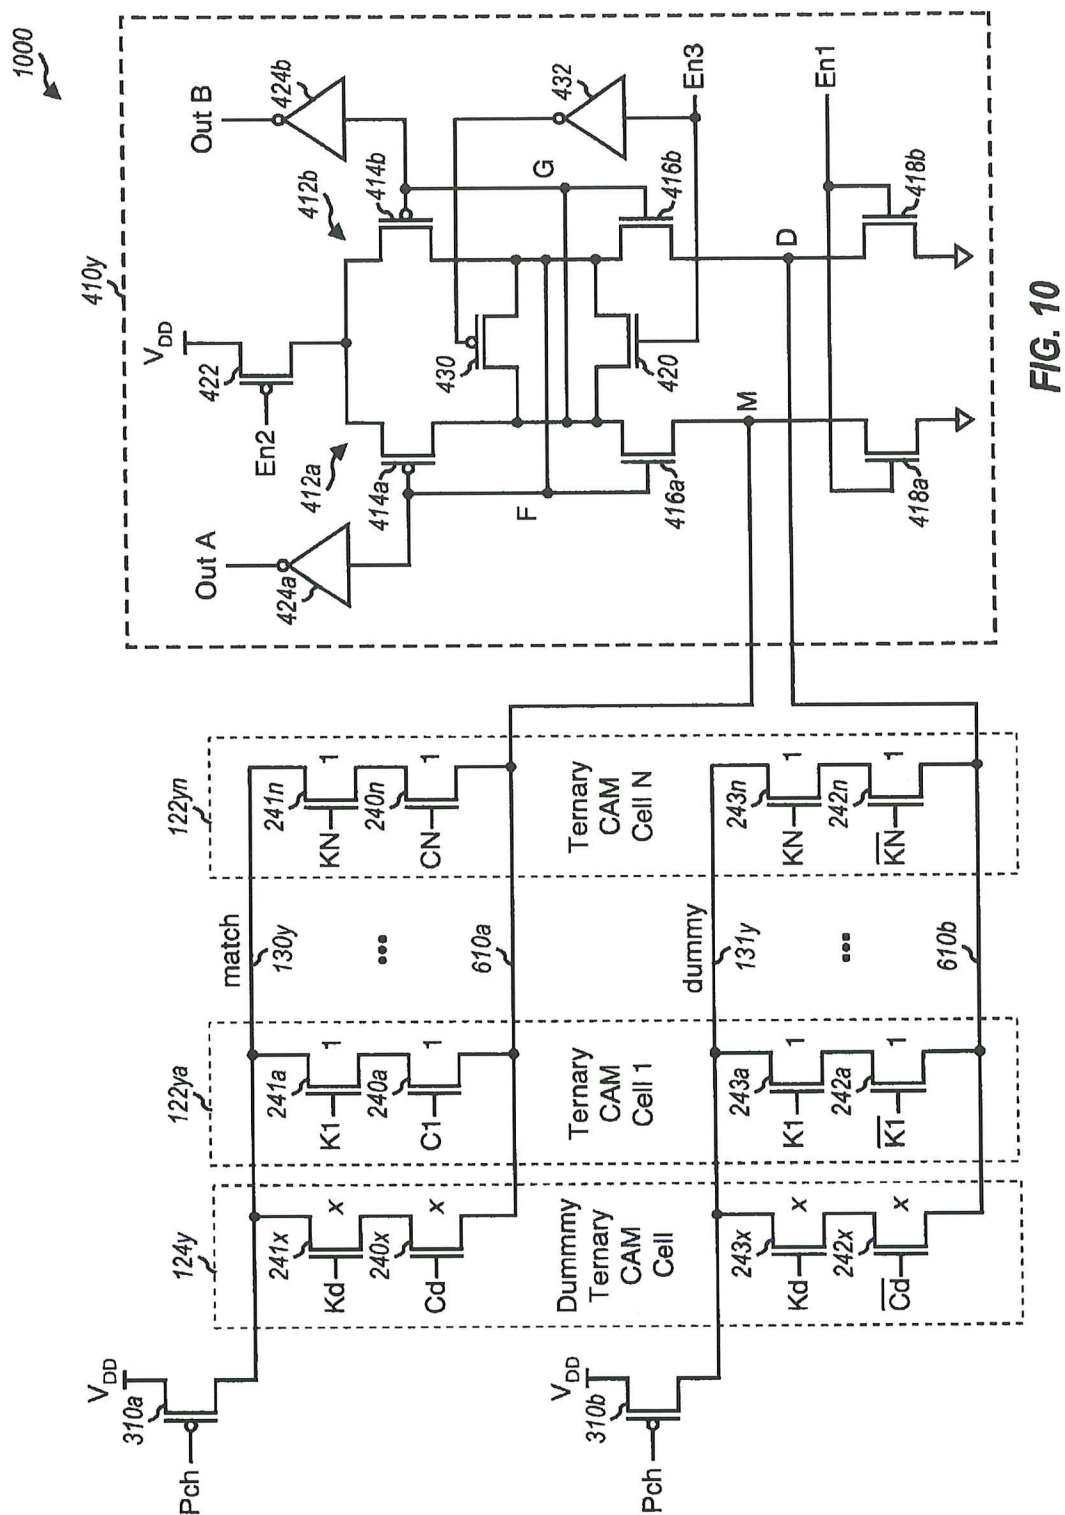 1000
410y
Out B
424b
412b
414b
G
432
En3
416b
En1
D
418b
VDD
422
En2
430
420
M
412a
414a
F
416a
418a
Out A
424a
122yn
241n
1
240n
1
KN
CN
Ternary
CAM
Cell N
243n
1
242n
1
KN
KN
match
130y
•••
610a
dummy
131y
•••
610b
122ya
241a
1
240a
1
K1
C1
Ternary
CAM
Cell 1
243a
1
242a
1
K1
K1
124y
241x
x
240x
x
Kd
Cd
Dummmy
Ternary
CAM
Cell
243x
x
242x
x
Kd
Cd
VDD
310a
Pch
VDD
310b
Pch
FIG. 10